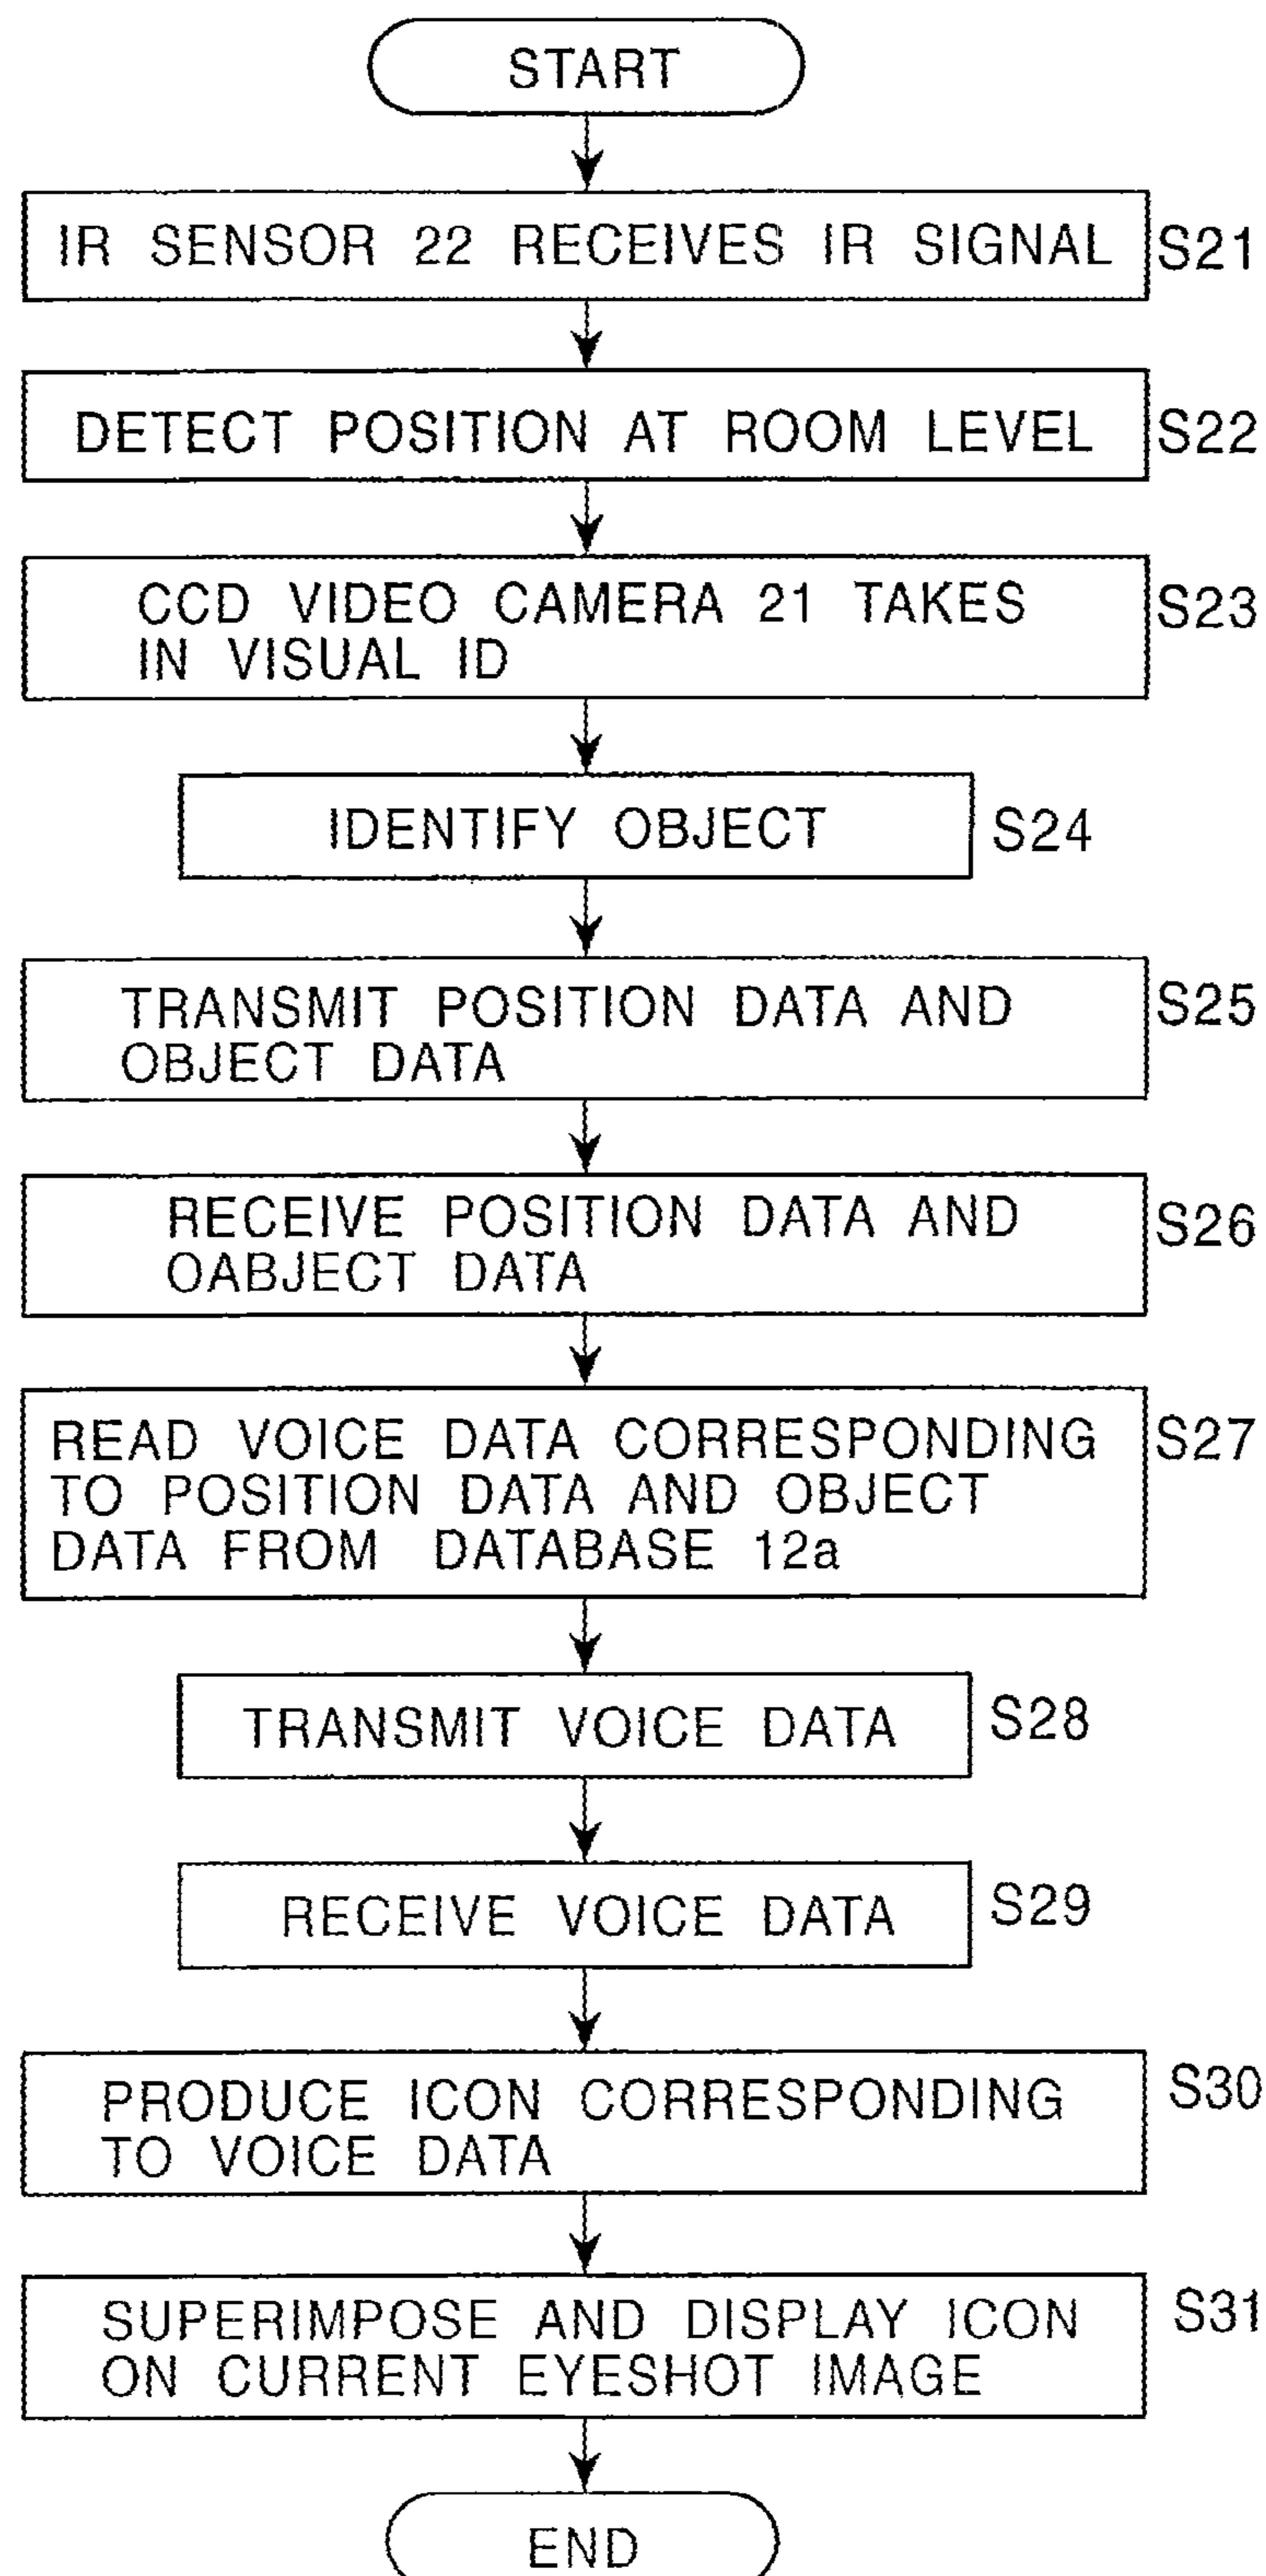 START
IR SENSOR 22 RECEIVES IR SIGNAL S21
DETECT POSITION AT ROOM LEVEL S22
CCD VIDEO CAMERA 21 TAKES S23
IN VISUAL ID
IDENTIFY OBJECT S24
TRANSMIT POSITION DATA AND S25
OBJECT DATA
RECEIVE POSITION DATA AND S26
OABJECT DATA
READ VOICE DATA CORRESPONDING S27
TO POSITION DATA AND OBJECT
DATA FROM DATABASE 12a
TRANSMIT VOICE DATA S28
RECEIVE VOICE DATA S29
PRODUCE ICON CORRESPONDING S30
TO VOICE DATA
SUPERIMPOSE AND DISPLAY ICON S31
ON CURRENT EYESHOT IMAGE
END